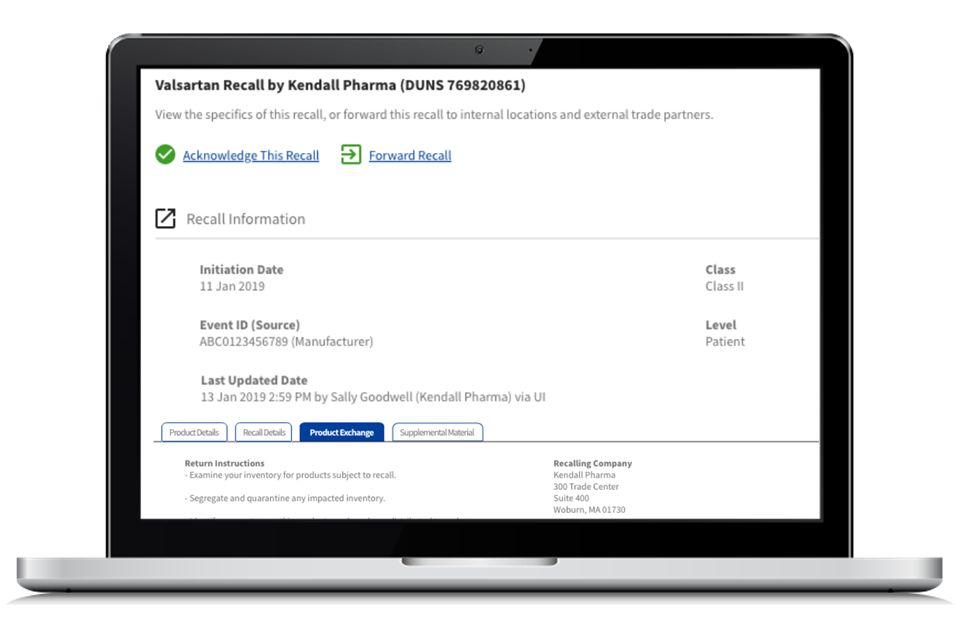 Valsartan Recall by Kendall Pharma (DUNS 769820861)
View the specifics of this recall, or forward this recall to internal locations and external trade partners.
Acknowledge This Recall
Forward Recall
Recall Information
Initiation Date
11 Jan 2019
Class
Class II
Event ID (Source)
ABC0123456789 (Manufacturer)
Level
Patient
Last Updated Date
13 Jan 2019 2:59 PM by Sally Goodwell (Kendall Pharma) via UI
Product Details
Recall Details
Product Exchange
Supplemental Material
Return Instructions
- Examine your inventory for products subject to recall.
- Segregate and quarantine any impacted inventory.
Recalling Company
Kendall Pharma
300 Trade Center
Suite 400
Woburn, MA 01730